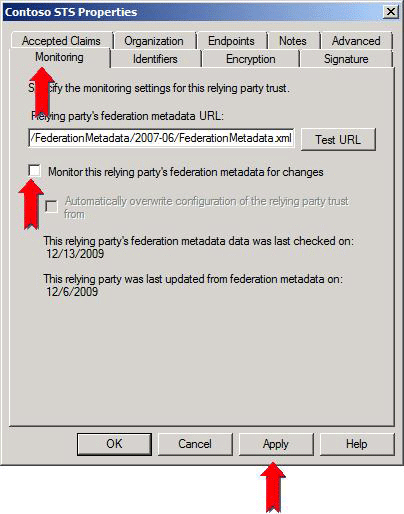 Contoso STS Properties
Accepted Claims Organization Endpoints Notes Advanced
Monitoring Identifiers Encryption Signature
the monitoring settings for this relying party trust.
Relying party's federation metadata URL:
/FederationMetadata/2007-06/FederationMetadata.xml Test URL
Monitor this relying party's federation metadata for changes
Automatically overwrite configuration of the relying party trust
from
This relying party's federation metadata data was last checked on:
12/13/2009
This relying party was last updated from federation metadata on:
12/6/2009
OK Cancel Apply Help